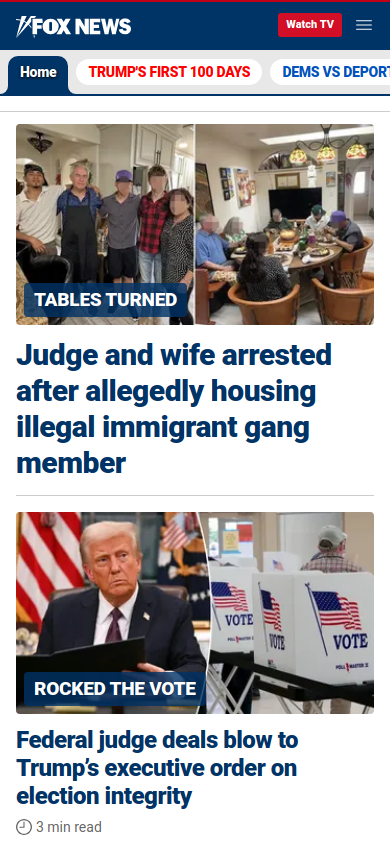 FOX NEWS
Watch TV
Home
TRUMP'S FIRST 100 DAYS
DEMS VS DEPORT
TABLES TURNED
Judge and wife arrested
after allegedly housing
illegal immigrant gang
member
VOTE
VOTE
VOTE
POLL MASTER II
ROCKED THE VOTE
Federal judge deals blow to
Trump’s executive order on
election integrity
3 min read